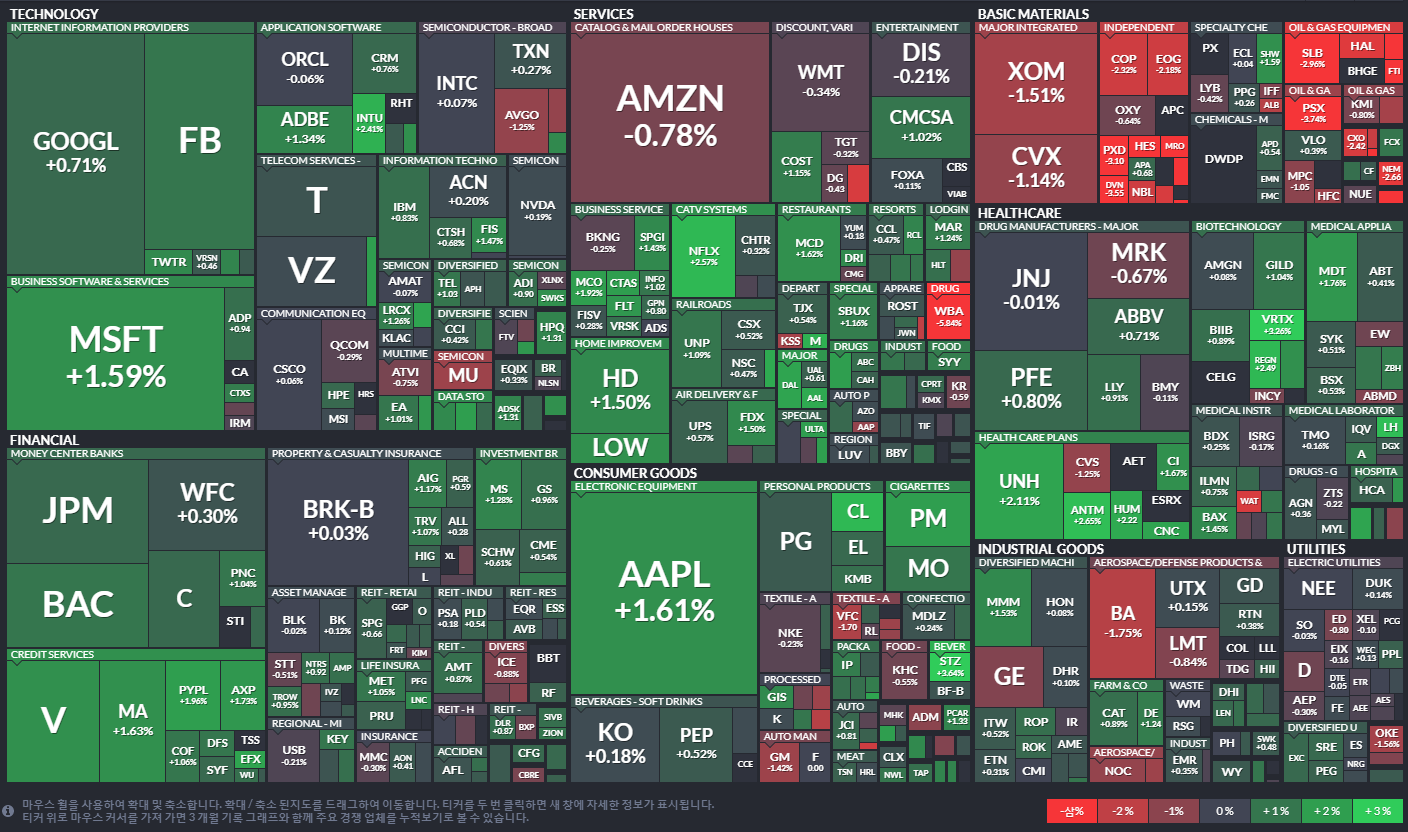 TECHNOLOGY
INTERNET INFORMATION PROVIDERS
GOOGL
+0.71%
FB
TWTR
VRSN
+0.46
APPLICATION SOFTWARE
ORCL
-0.06%
CRM
+0.76%
ADBE
+1.34%
INTU
+2.41%
RHT
SEMICONDUCTOR - BROAD
INTC
+0.07%
TXN
+0.27%
AVGO
-1.25%
TELECOM SERVICES -
T
VZ
INFORMATION TECHNO
IBM
+0.83%
ACN
+0.20%
CTSH
+0.68%
FIS
+1.47%
SEMICON
NVDA
+0.19%
BUSINESS SOFTWARE & SERVICES
MSFT
+1.59%
ADP
+0.94
CA
CTXS
IRM
COMMUNICATION EQ
CSCO
+0.06%
QCOM
-0.29%
HPE
HRS
MSI
SEMICON
AMAT
-0.07%
LRCX
+1.26%
KLAC
DIVERSIFIED
TEL
+1.03
APH
SEMICON
ADI
+0.90
XLNX
SWKS
DIVERSIFIE
CCI
+0.42%
SCIEN
FTV
HPQ
+1.31
MULTIME
ATVI
-0.75%
EA
+1.01%
SEMICON
MU
DATA STO
EQIX
+0.33%
BR
NLSN
ADSK
+1.31
SERVICES
CATALOG & MAIL ORDER HOUSES
AMZN
-0.78%
DISCOUNT, VARI
WMT
-0.34%
COST
+1.15%
TGT
-0.32%
DG
-0.43
ENTERTAINMENT
DIS
-0.21%
CMCSA
+1.02%
FOXA
+0.11%
CBS
VIAB
BUSINESS SERVICE
BKNG
-0.25%
SPGI
+1.43%
MCO
+1.92%
CTAS
INFO
+1.02
FISV
+0.28%
FLT
GPN
+0.80
VRSK
ADS
CATV SYSTEMS
NFLX
+2.57%
CHTR
+0.32%
RESTAURANTS
MCD
+1.62%
YUM
+0.18
DRI
CMG
RESORTS
CCL
+0.47%
RCL
LODGIN
MAR
+1.24%
HLT
RAILROADS
UNP
+1.09%
CSX
+0.52%
NSC
+0.47%
DEPART
TJX
+0.54%
KSS
M
SPECIAL
SBUX
+1.16%
APPARE
ROST
JWN
DRUG
WBA
-5.84%
HOME IMPROVEM
HD
+1.50%
LOW
MAJOR
DAL
UAL
+0.61
AAL
DRUGS
ABC
CAH
INDUST
FOOD
SYY
AIR DELIVERY & F
UPS
+0.57%
FDX
+1.50%
SPECIAL
ULTA
AUTO P
AZO
AAP
CPRT
KMX
KR
-0.59
REGION
LUV
TIF
BBY
BASIC MATERIALS
MAJOR INTEGRATED
XOM
-1.51%
CVX
-1.14%
INDEPENDENT
COP
-2.32%
EOG
-2.18%
OXY
-0.64%
APC
PXD
-3.10
HES
MRO
APA
+0.68
DVN
-3.55
NBL
SPECIALTY CHE
PX
ECL
+0.04
SHW
+1.59
LYB
-0.42%
PPG
+0.26
IFF
ALB
CHEMICALS - M
DWDP
APD
+0.54
EMN
FMC
OIL & GAS EQUIPMEN
SLB
-2.96%
HAL
BHGE
FTI
OIL & GA
PSX
-3.74%
VLO
+0.39%
MPC
-1.05
HFC
OIL & GAS
KMI
-0.80%
CXO
-2.42
FCX
CF
NEM
-2.66
NUE
HEALTHCARE
DRUG MANUFACTURERS - MAJOR
JNJ
-0.01%
MRK
-0.67%
ABBV
+0.71%
PFE
+0.80%
LLY
+0.91%
BMY
-0.11%
BIOTECHNOLOGY
AMGN
+0.08%
GILD
+1.04%
BIIB
+0.89%
VRTX
+3.26%
REGN
+2.49
CELG
INCY
MEDICAL APPLIA
MDT
+1.76%
ABT
+0.41%
SYK
+0.51%
EW
ZBH
BSX
+0.53%
ABMD
HEALTH CARE PLANS
UNH
+2.11%
CVS
-1.25%
AET
CI
+1.67%
ANTM
+2.65%
HUM
+2.22
ESRX
CNC
MEDICAL INSTR
BDX
+0.25%
ISRG
-0.17%
ILMN
+0.75%
WAT
BAX
+1.45%
MEDICAL LABORATOR
TMO
+0.16%
IQV
LH
A
DGX
DRUGS - G
AGN
+0.36
ZTS
-0.22
MYL
HOSPITA
HCA
FINANCIAL
MONEY CENTER BANKS
JPM
WFC
+0.30%
BAC
C
PNC
+1.04%
STI
PROPERTY & CASUALTY INSURANCE
BRK-B
+0.03%
AIG
+1.17%
PGR
+0.59
TRV
+1.07%
ALL
+0.28
HIG
XL
L
INVESTMENT BR
MS
+1.28%
GS
+0.96%
SCHW
+0.61%
CME
+0.54%
CREDIT SERVICES
V
MA
+1.63%
PYPL
+1.96%
AXP
+1.73%
COF
+1.06%
DFS
TSS
SYF
EFX
WU
ASSET MANAGE
BLK
-0.02%
BK
+0.12%
STT
-0.51%
NTRS
+0.92
AMP
TROW
+0.95%
IVZ
REIT - RETAI
SPG
+0.66
GGP
O
FRT
KIM
REIT - INDU
PSA
+0.18
PLD
+0.54
REIT - RES
EQR
ESS
AVB
LIFE INSURA
MET
+1.05%
PFG
LNC
PRU
REIT -
AMT
+0.87%
DIVERS
ICE
-0.88%
BBT
RF
REGIONAL - MI
USB
-0.21%
KEY
INSURANCE
MMC
-0.30%
AON
+0.41
REIT - H
REIT -
DLR
+0.87
BXP
SIVB
ZION
ACCIDEN
AFL
CFG
CBRE
CONSUMER GOODS
ELECTRONIC EQUIPMENT
AAPL
+1.61%
PERSONAL PRODUCTS
PG
CL
EL
KMB
CIGARETTES
PM
MO
TEXTILE - A
NKE
-0.23%
TEXTILE - A
VFC
-1.70
RL
CONFECTIO
MDLZ
+0.24%
BEVERAGES - SOFT DRINKS
KO
+0.18%
PEP
+0.52%
CCE
PROCESSED
GIS
K
PACKA
IP
FOOD -
KHC
-0.55%
BEVER
STZ
+3.64%
BF-B
AUTO MAN
GM
-1.42%
F
0.00
AUTO
JCI
+0.81
MHK
ADM
PCAR
+1.33
MEAT
TSN
HRL
CLX
NWL
TAP
INDUSTRIAL GOODS
DIVERSIFIED MACHI
MMM
+1.53%
HON
+0.08%
GE
DHR
+0.10%
ITW
+0.52%
ROP
IR
ROK
AME
ETN
+0.31%
CMI
AEROSPACE/DEFENSE PRODUCTS &
BA
-1.75%
UTX
+0.15%
GD
RTN
+0.38%
LMT
-0.84%
COL
LLL
TDG
HII
FARM & CO
CAT
+0.89%
DE
+1.24
WASTE
WM
RSG
DHI
LEN
AEROSPACE/
NOC
INDUST
EMR
+0.35%
PH
SWK
+0.48
WY
UTILITIES
ELECTRIC UTILITIES
NEE
DUK
+0.14%
SO
-0.03%
ED
-0.80
XEL
-0.10
PCG
D
EIX
-0.16
WEC
+0.13
PPL
DTE
-0.05
ETR
AEP
-0.30%
FE
AEE
AES
DIVERSIFIED U
EXC
SRE
ES
OKE
-1.56%
PEG
NRG
마우스 휠을 사용하여 확대 및 축소합니다. 확대 / 축소 된지도를 드래그하여 이동합니다. 티커를 두 번 클릭하면 새 창에 자세한 정보가 표시됩니다.
티커 위로 마우스 커서를 가져 가면 3 개월 기록 그래프와 함께 주요 경쟁 업체를 누적보기로 볼 수 있습니다.
-삼% -2 % -1% 0 % +1 % +2 % +3 %